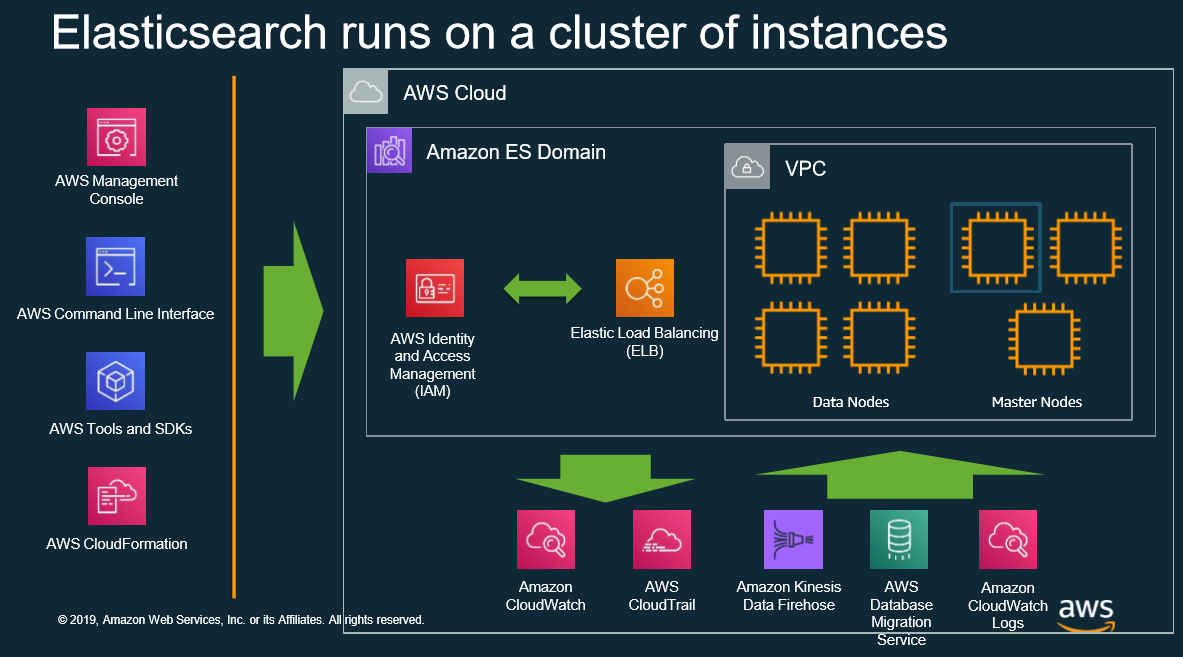 Elasticsearch runs on a cluster of instances
AWS Management
Console
AWS Command Line Interface
AWS Tools and SDKs
AWS CloudFormation
AWS Cloud
Amazon ES Domain
VPC
AWS Identity
and Access
Management
(IAM)
Elastic Load Balancing
(ELB)
Data Nodes
Master Nodes
Amazon
CloudWatch
AWS
CloudTrail
Amazon Kinesis
Data Firehose
AWS
Database
Migration
Service
Amazon
CloudWatch
Logs
© 2019, Amazon Web Services, Inc. or its Affiliates. All rights reserved.
aws